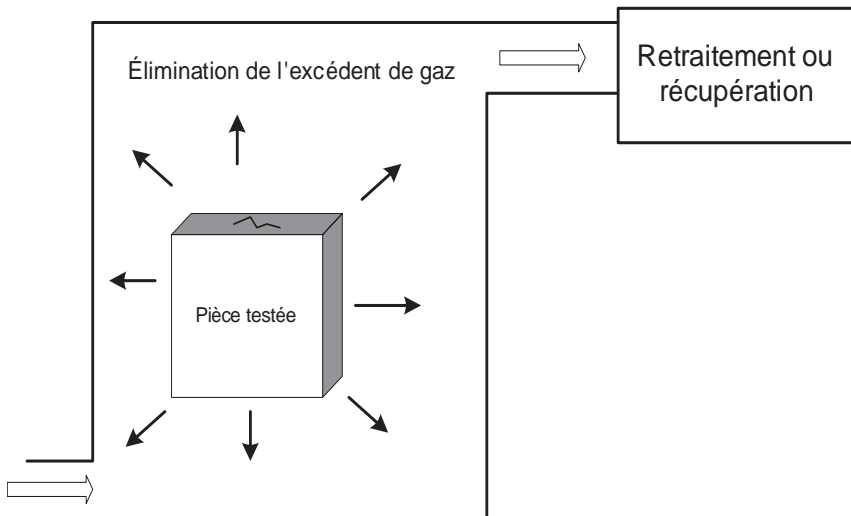 Élimination de l'excédent de gaz
Retraitement ou
récupération
Pièce testée